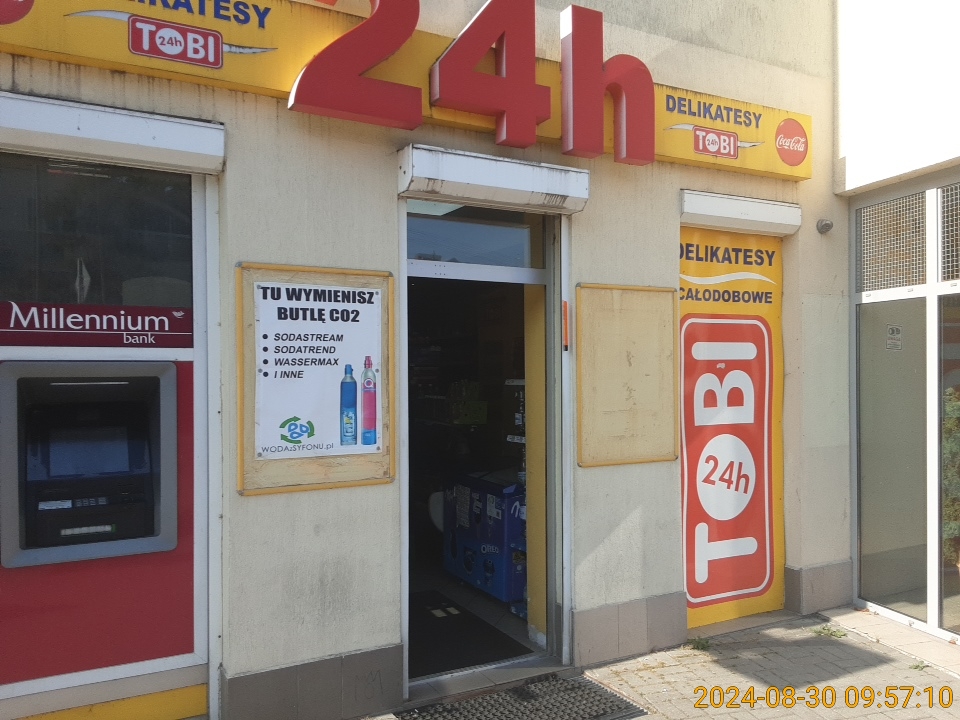 DELIKATESY
TOBI
24h
24h
DELIKATESY
TOBI
24h
Coca-Cola
Millennium
bank
TU WYMIENISZ
BUTLĘ CO2
• SODASTREAM
• SODATREND
• WASSERMAX
• I INNE
WODAzSYFONU.pl
OREO
DELIKATESY
CAŁODOBOWE
TOBI
24h
2024-08-30 09:57:10